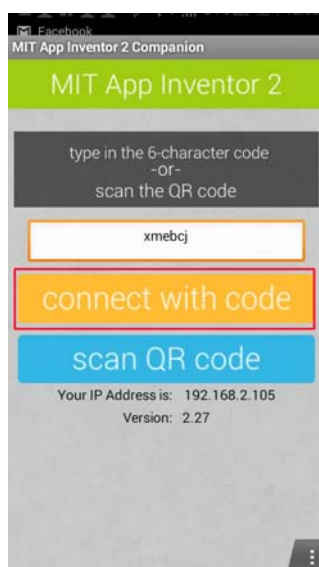 Facebook
MIT App Inventor 2 Companion
MIT App Inventor 2
type in the 6-character code
-or-
scan the QR code
xmebcj
connect with code
scan QR code
Your IP Address is: 192.168.2.105
Version: 2.27